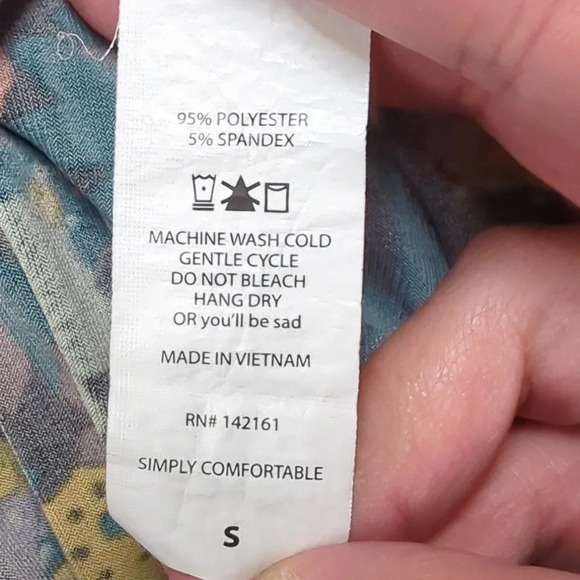 95% POLYESTER
5% SPANDEX
MACHINE WASH COLD
GENTLE CYCLE
DO NOT BLEACH
HANG DRY
OR you'll be sad
MADE IN VIETNAM
RN# 142161
SIMPLY COMFORTABLE
S